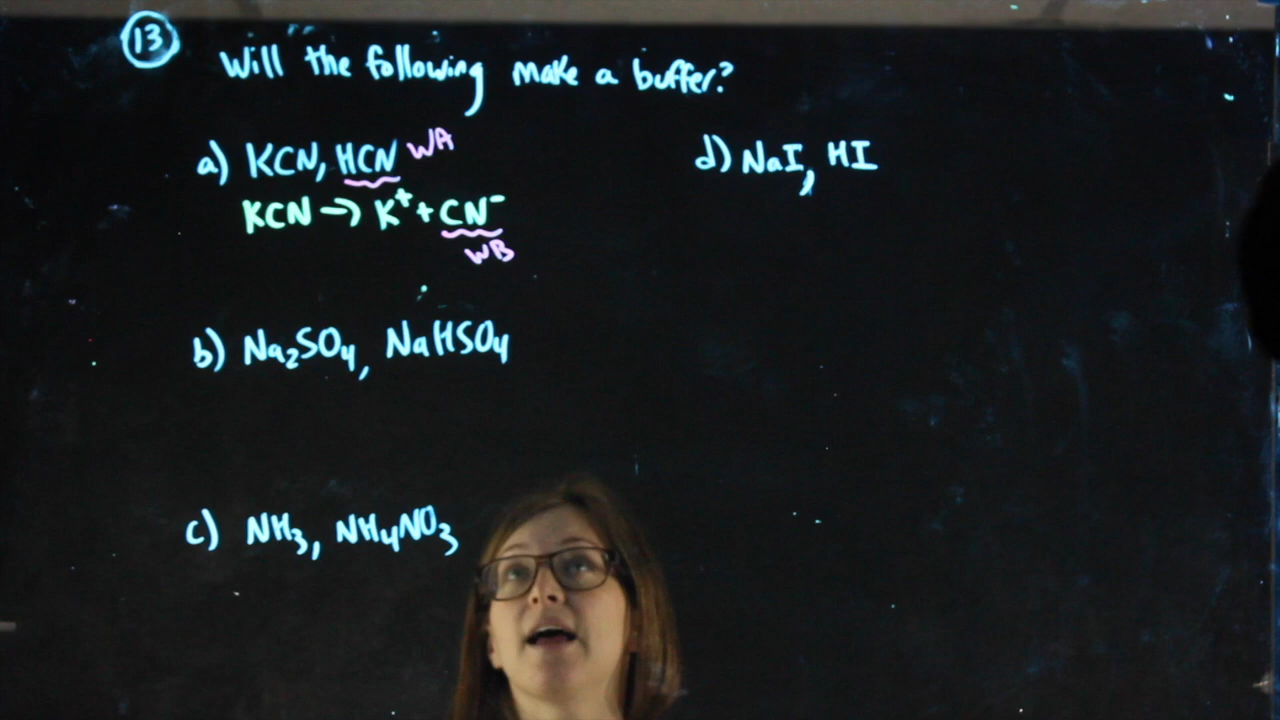 13
Will the following make a buffer?
a) KCN, HCN WA
KCN → K⁺ + CN⁻
WB
b) Na₂SO₄, NaHSO₄
c) NH₃, NH₄NO₃
d) NaI, HI